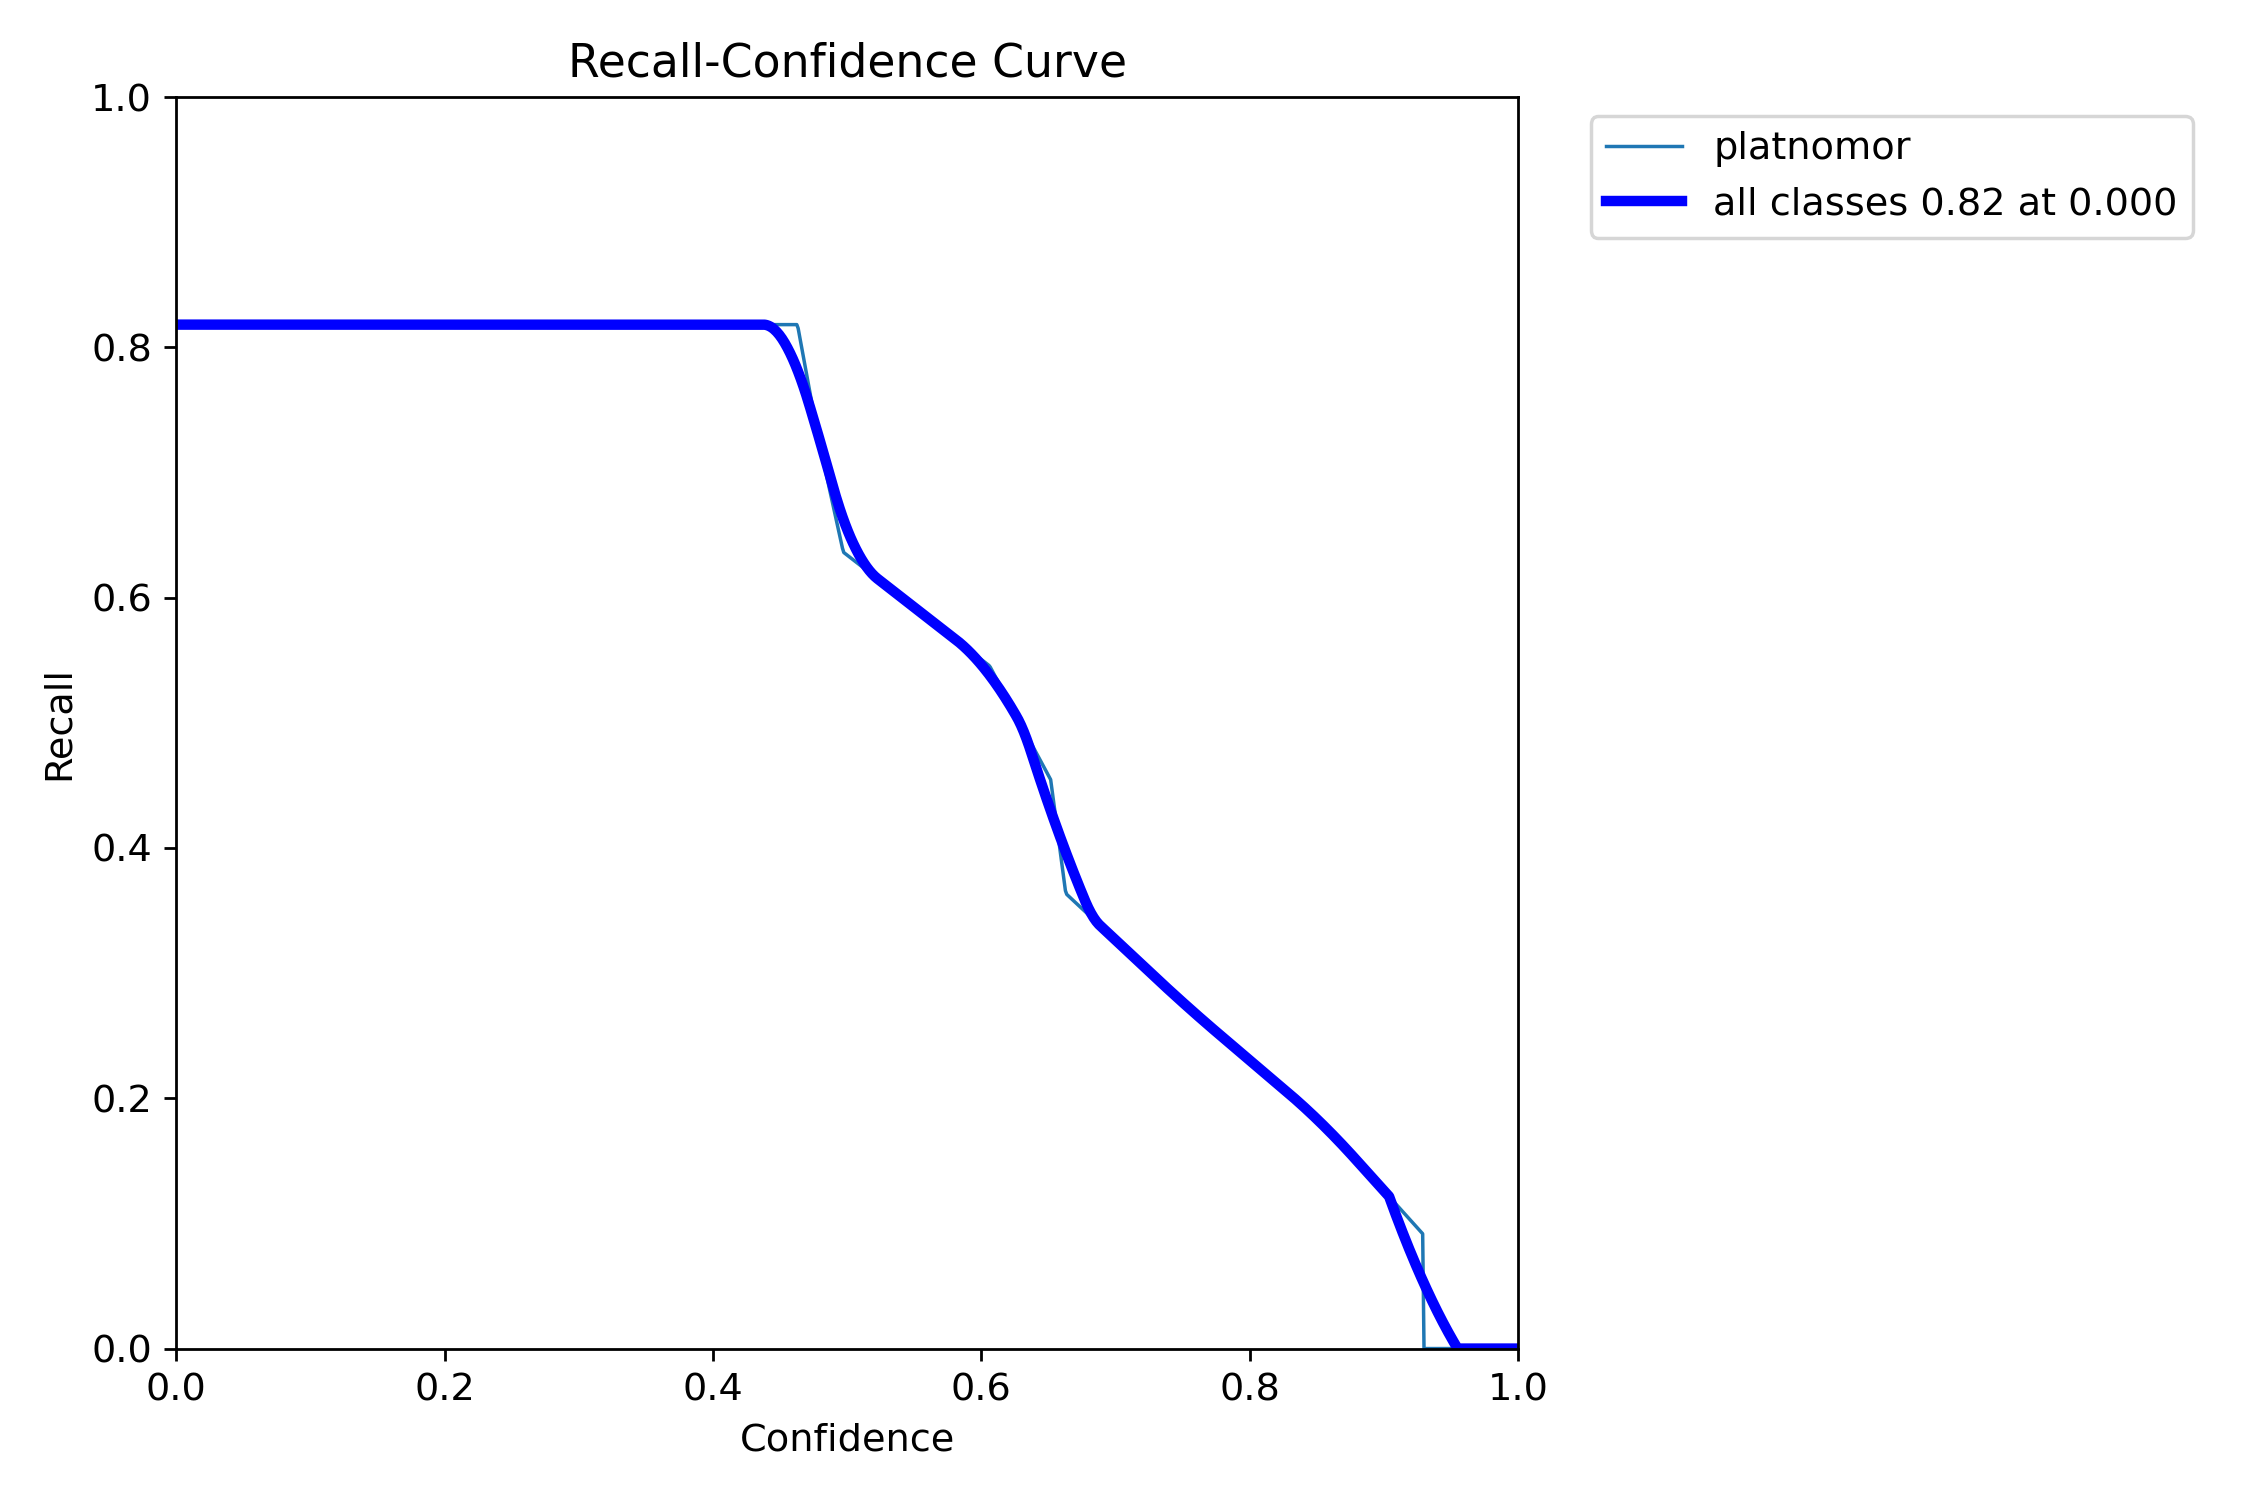 Recall-Confidence Curve
platnomor
all classes 0.82 at 0.000
1.0
0.8
0.6
0.4
0.2
0.0
Recall
0.0 0.2 0.4 0.6 0.8 1.0
Confidence